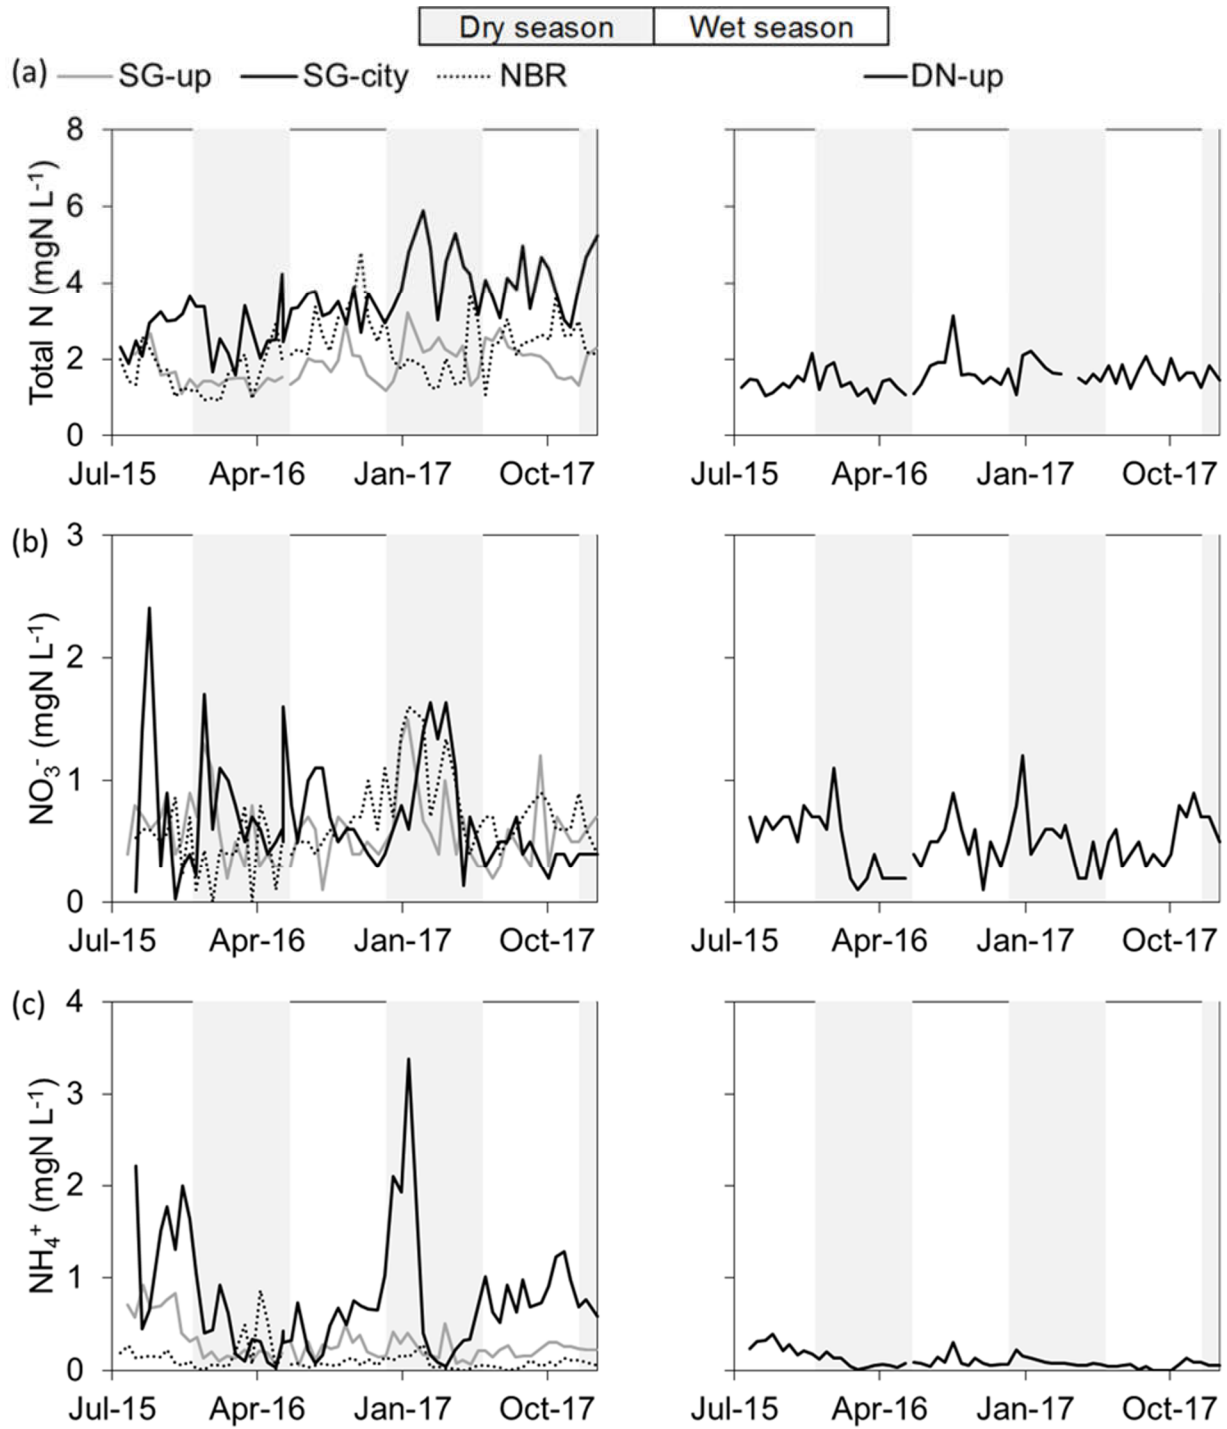 Dry season Wet season
(a) SG-up SG-city NBR DN-up
Total N (mgN L-1)
8
6
4
2
0
Jul-15 Apr-16 Jan-17 Oct-17 Jul-15 Apr-16 Jan-17 Oct-17
(b)
NO3- (mgN L-1)
3
2
1
0
Jul-15 Apr-16 Jan-17 Oct-17 Jul-15 Apr-16 Jan-17 Oct-17
(c)
NH4+ (mgN L-1)
4
3
2
1
0
Jul-15 Apr-16 Jan-17 Oct-17 Jul-15 Apr-16 Jan-17 Oct-17